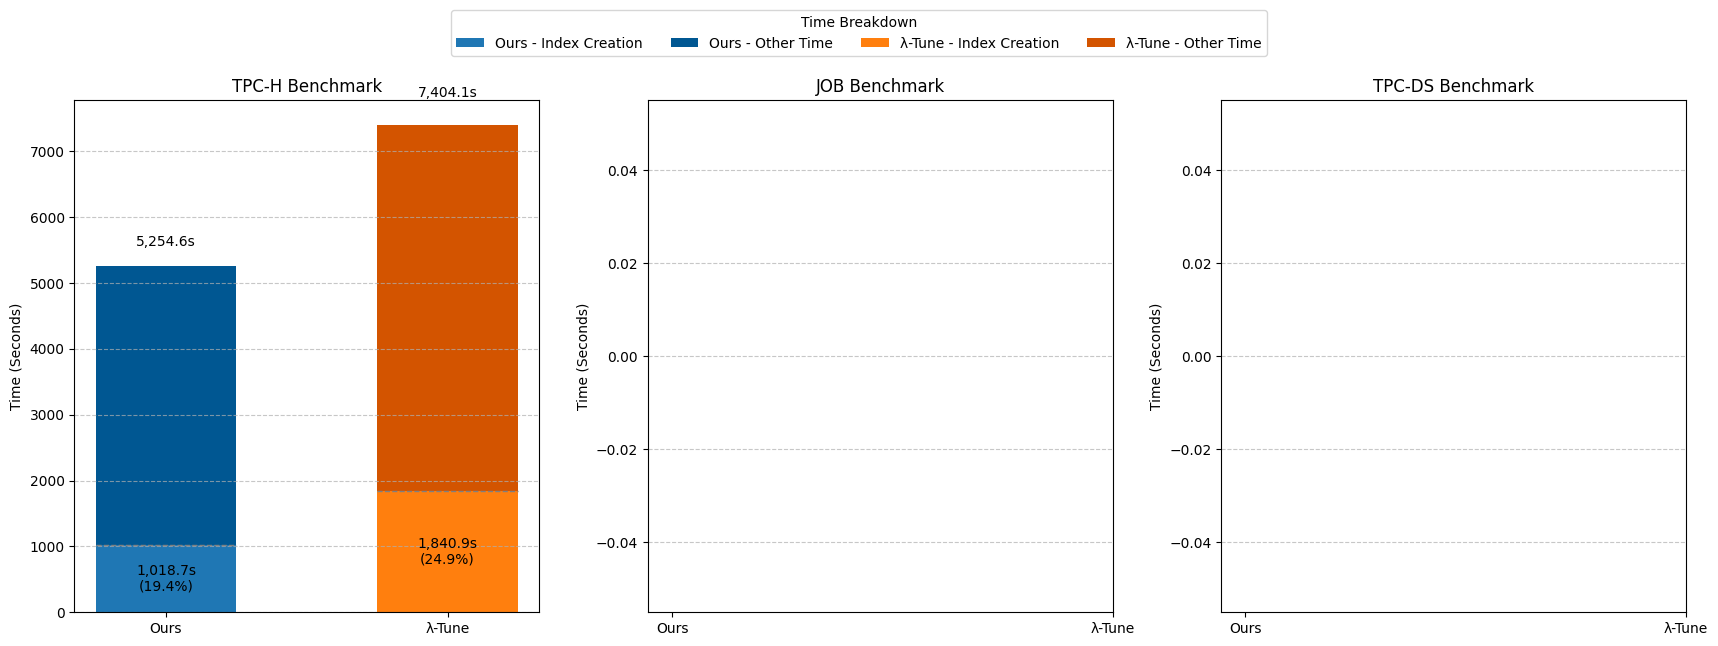 Time Breakdown
Ours - Index Creation
Ours - Other Time
λ-Tune - Index Creation
λ-Tune - Other Time
TPC-H Benchmark
7,404.1s
5,254.6s
1,840.9s
(24.9%)
1,018.7s
(19.4%)
Time (Seconds)
7000
6000
5000
4000
3000
2000
1000
0
Ours
λ-Tune
JOB Benchmark
Time (Seconds)
0.04
0.02
0.00
−0.02
−0.04
Ours
λ-Tune
TPC-DS Benchmark
Time (Seconds)
0.04
0.02
0.00
−0.02
−0.04
Ours
λ-Tune